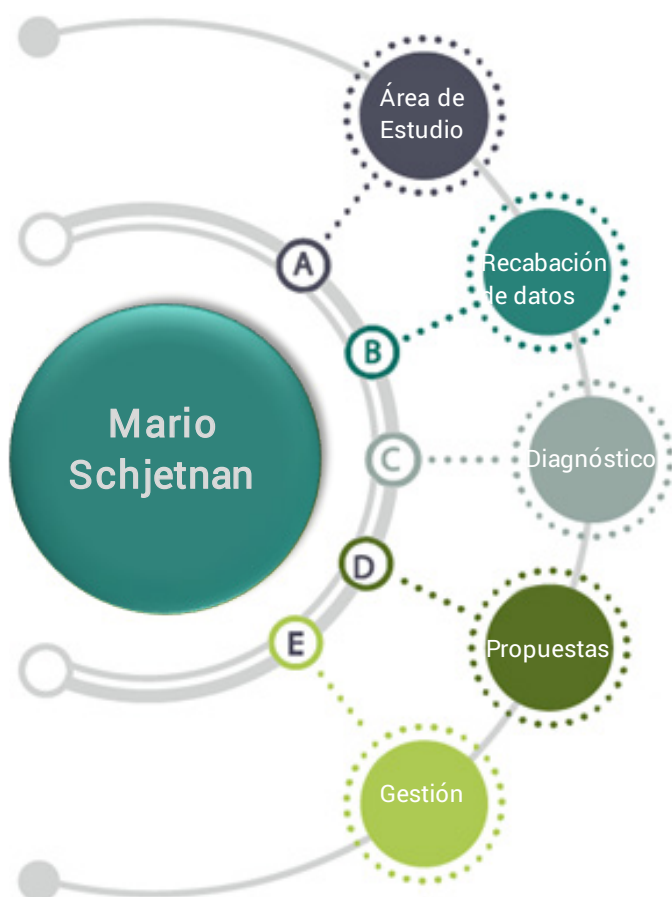 Área de
Estudio
A
Recabación
de datos
B
Mario
Schjetnan
C
Diagnóstico
D
Propuestas
E
Gestión